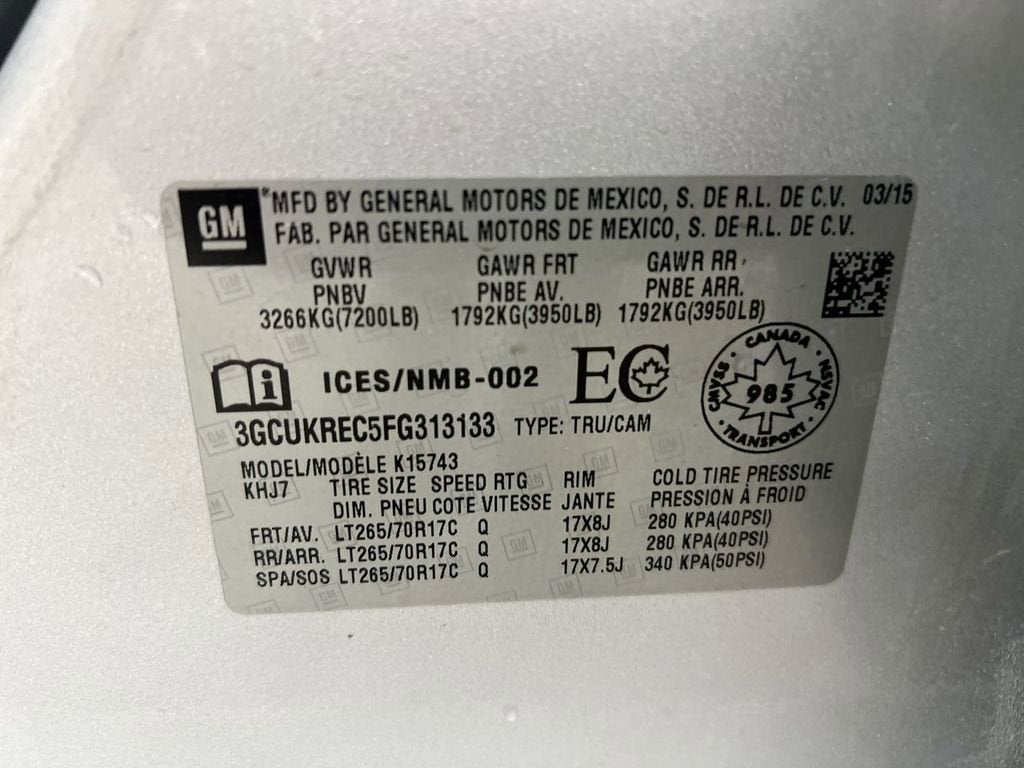 GM
*MFD BY GENERAL MOTORS DE MEXICO, S. DE R.L. DE C.V. 03/15
FAB. PAR GENERAL MOTORS DE MEXICO, S. DE R.L. DE C.V.
GVWR GAWR FRT GAWR RR
PNBV PNBE AV. PNBE ARR.
3266KG(7200LB) 1792KG(3950LB) 1792KG(3950LB)
ICES/NMB-002 EC
CANADA
CMVSS 985 NSVAC
TRANSPORT
3GCUKREC5FG313133 TYPE: TRU/CAM
MODEL/MODÈLE K15743
KHJ7 TIRE SIZE SPEED RTG RIM COLD TIRE PRESSURE
DIM. PNEU COTE VITESSE JANTE PRESSION À FROID
FRT/AV. LT265/70R17C Q 17X8J 280 KPA(40PSI)
RR/ARR. LT265/70R17C Q 17X8J 280 KPA(40PSI)
SPA/SOS LT265/70R17C Q 17X7.5J 340 KPA(50PSI)